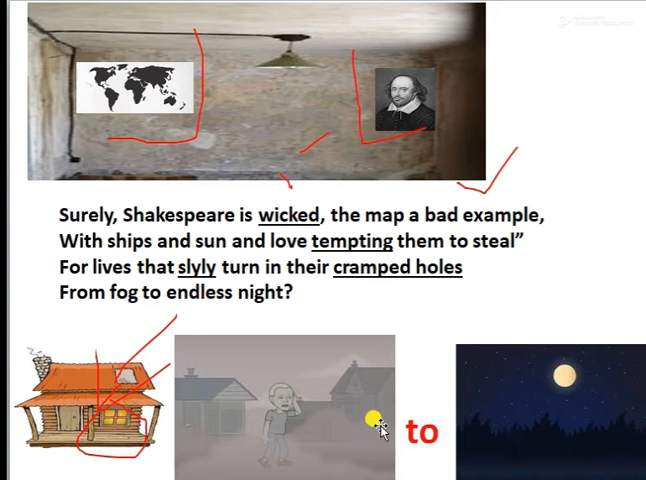 Surely, Shakespeare is wicked, the map a bad example,
With ships and sun and love tempting them to steal”
For lives that slyly turn in their cramped holes
From fog to endless night?
to